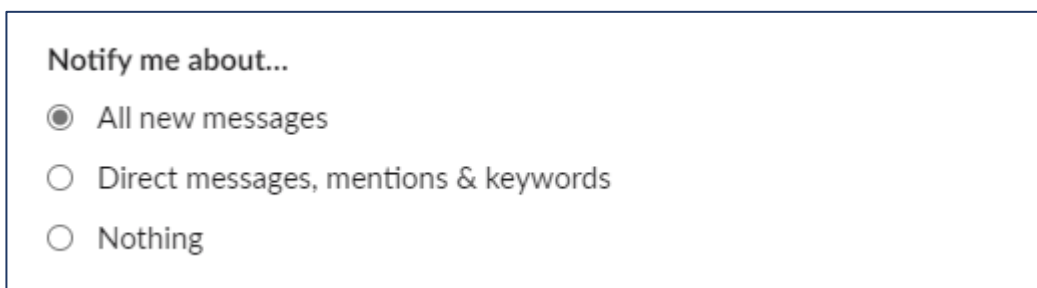 Notify me about...
All new messages
Direct messages, mentions & keywords
Nothing